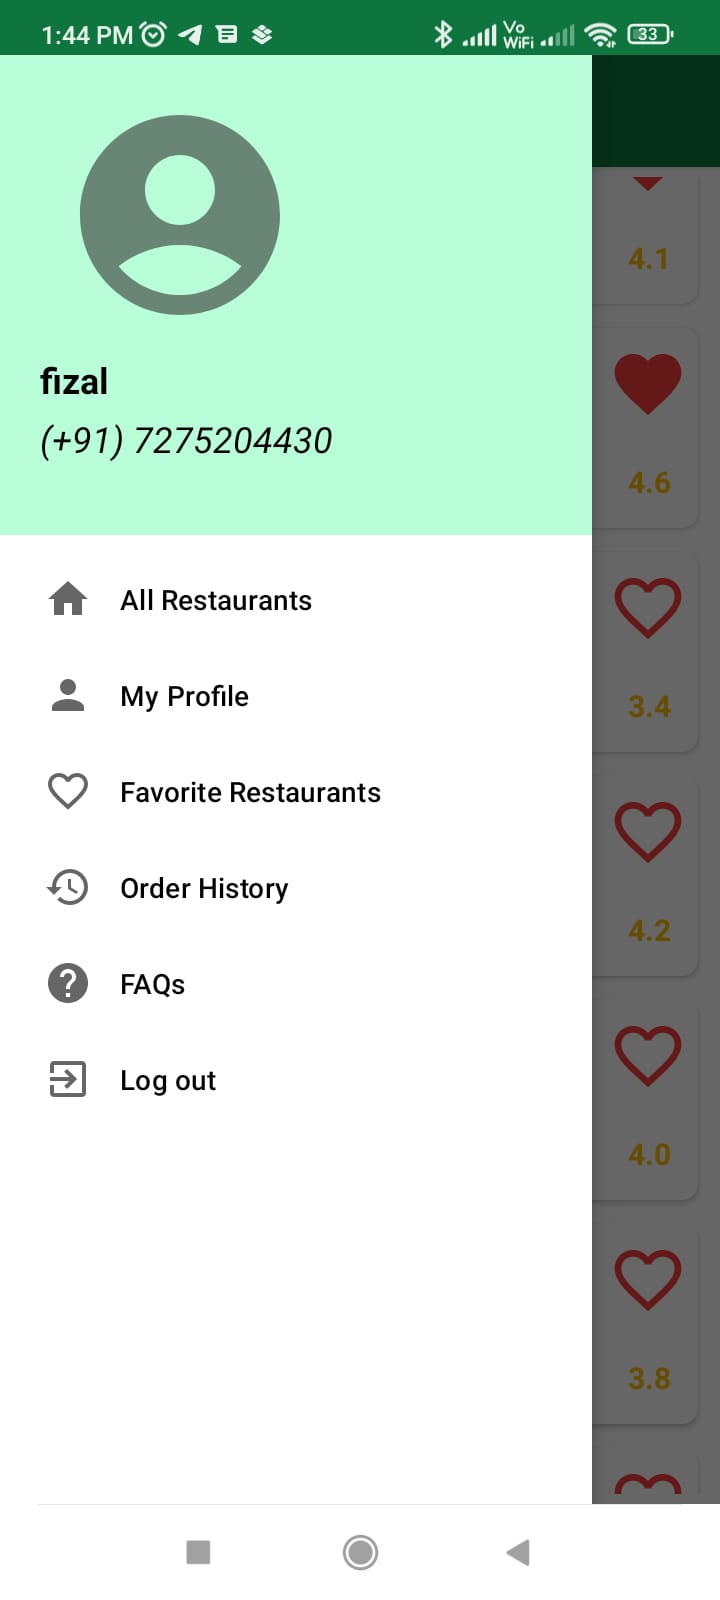 1:44 PM
Vo
WiFi
33
fizal
(+91) 7275204430
All Restaurants
My Profile
Favorite Restaurants
Order History
FAQs
Log out
4.1
4.6
3.4
4.2
4.0
3.8